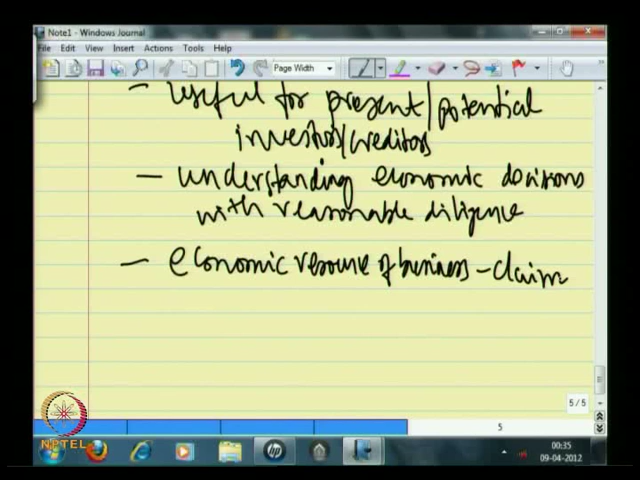 Note1 - Windows Journal
File Edit View Insert Actions Tools Help
Page Width
— useful for present/potential
investors/creditors
— understanding economic decisions
with reasonable diligence
— economic resource of business - claim
5 / 5
5
NPTEL
00:35
09-04-2012